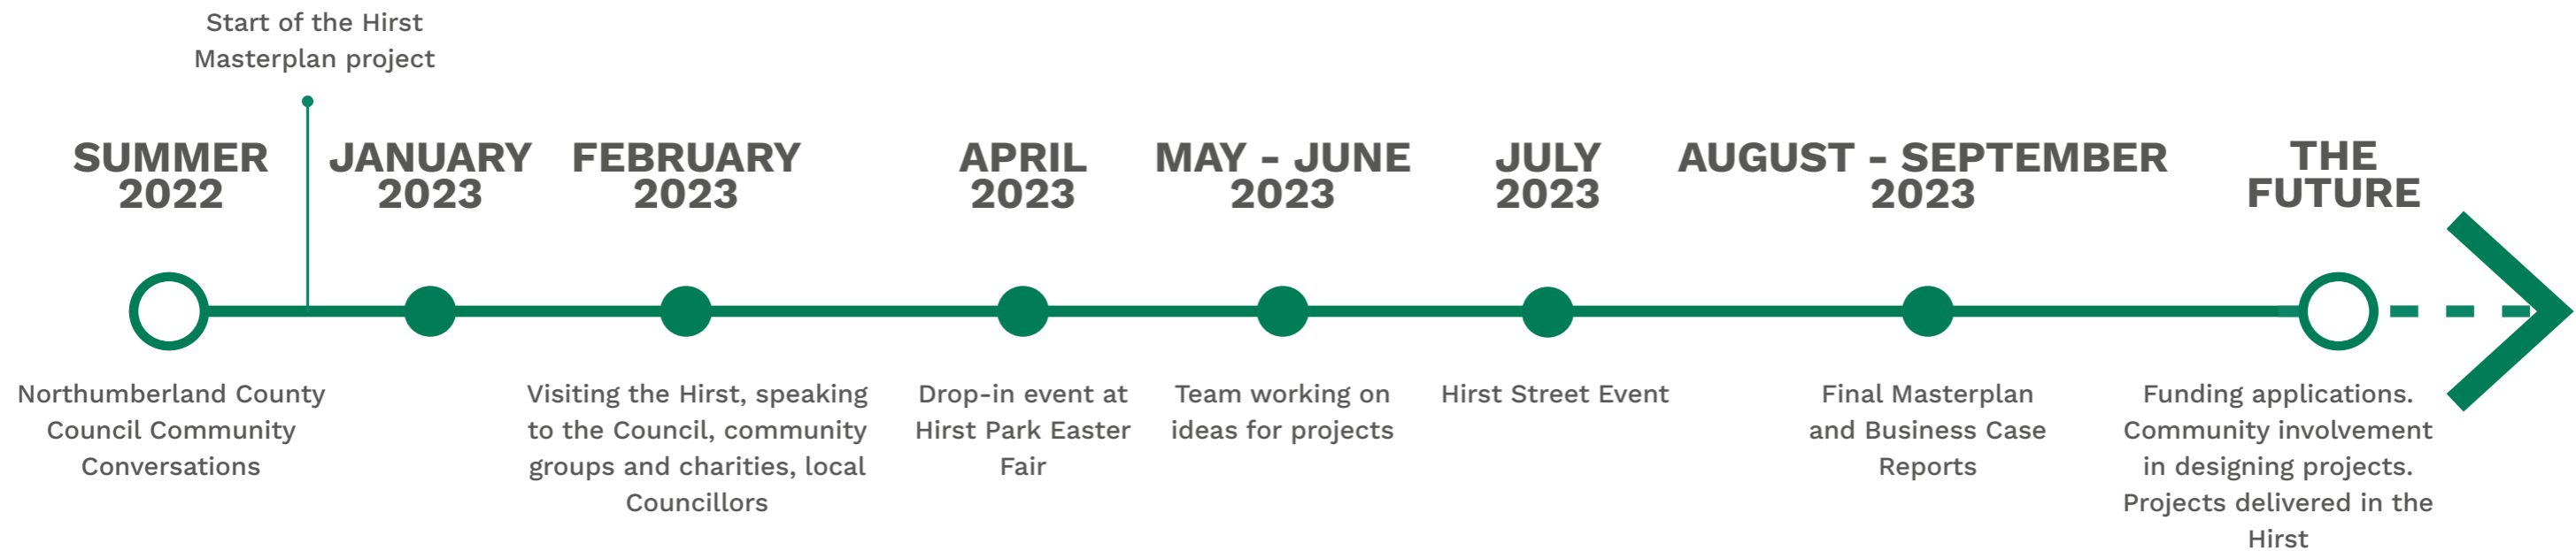 Start of the Hirst
Masterplan project
SUMMER
2022
JANUARY
2023
FEBRUARY
2023
APRIL
2023
MAY - JUNE
2023
JULY
2023
AUGUST - SEPTEMBER
2023
THE
FUTURE
Northumberland County
Council Community
Conversations
Visiting the Hirst, speaking
to the Council, community
groups and charities, local
Councillors
Drop-in event at
Hirst Park Easter
Fair
Team working on
ideas for projects
Hirst Street Event
Final Masterplan
and Business Case
Reports
Funding applications.
Community involvement
in designing projects.
Projects delivered in the
Hirst